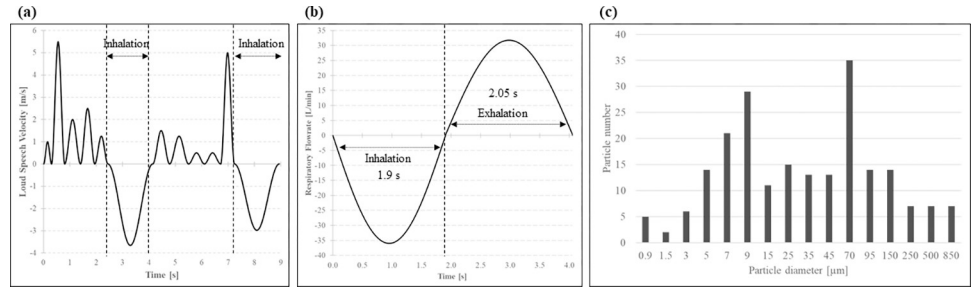 (a)
Loud Speech Velocity [m/s]
6
5
4
3
2
1
0
-1
-2
-3
-4
Inhalation
Inhalation
0 1 2 3 4 5 6 7 8 9
Time [s]
(b)
Respiratory Flowrate [L/min]
35
30
25
20
15
10
5
0
-5
-10
-15
-20
-25
-30
-35
-40
2.05 s
Exhalation
Inhalation
1.9 s
0.0 0.5 1.0 1.5 2.0 2.5 3.0 3.5 4.0
Time [s]
(c)
Particle number
40
35
30
25
20
15
10
5
0
0.9 1.5 3 5 7 9 15 25 35 45 70 95 150 250 500 850
Particle diameter [µm]